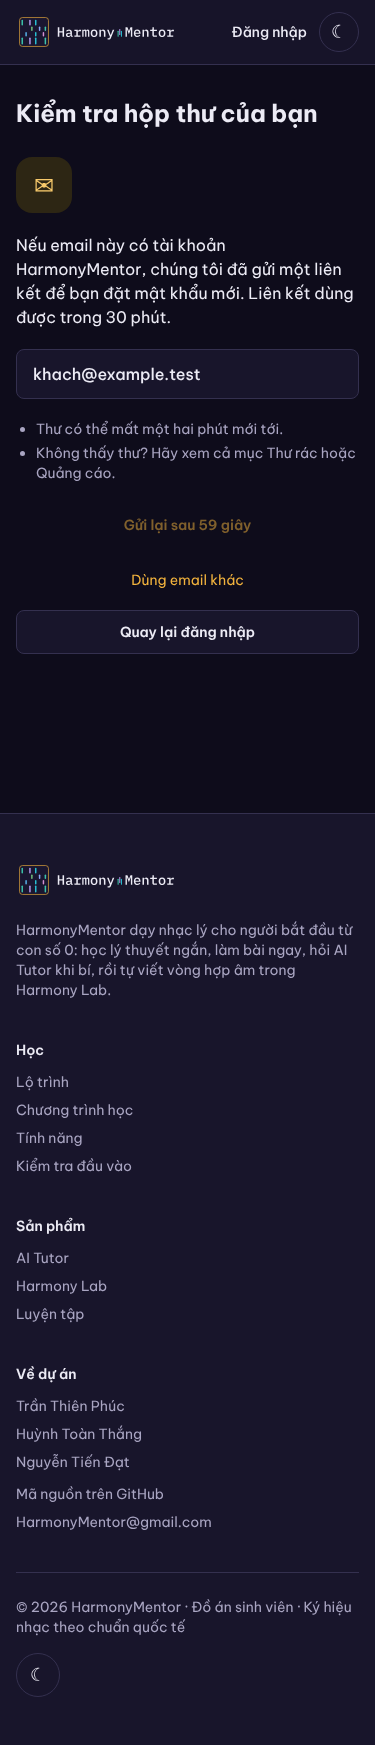 Harmony Mentor
Đăng nhập
Kiểm tra hộp thư của bạn
Nếu email này có tài khoản
HarmonyMentor, chúng tôi đã gửi một liên
kết để bạn đặt mật khẩu mới. Liên kết dùng
được trong 30 phút.
khach@example.test
Thư có thể mất một hai phút mới tới.
Không thấy thư? Hãy xem cả mục Thư rác hoặc
Quảng cáo.
Gửi lại sau 59 giây
Dùng email khác
Quay lại đăng nhập
Harmony Mentor
HarmonyMentor dạy nhạc lý cho người bắt đầu từ
con số 0: học lý thuyết ngắn, làm bài ngay, hỏi AI
Tutor khi bí, rồi tự viết vòng hợp âm trong
Harmony Lab.
Học
Lộ trình
Chương trình học
Tính năng
Kiểm tra đầu vào
Sản phẩm
AI Tutor
Harmony Lab
Luyện tập
Về dự án
Trần Thiên Phúc
Huỳnh Toàn Thắng
Nguyễn Tiến Đạt
Mã nguồn trên GitHub
HarmonyMentor@gmail.com
© 2026 HarmonyMentor · Đồ án sinh viên · Ký hiệu
nhạc theo chuẩn quốc tế